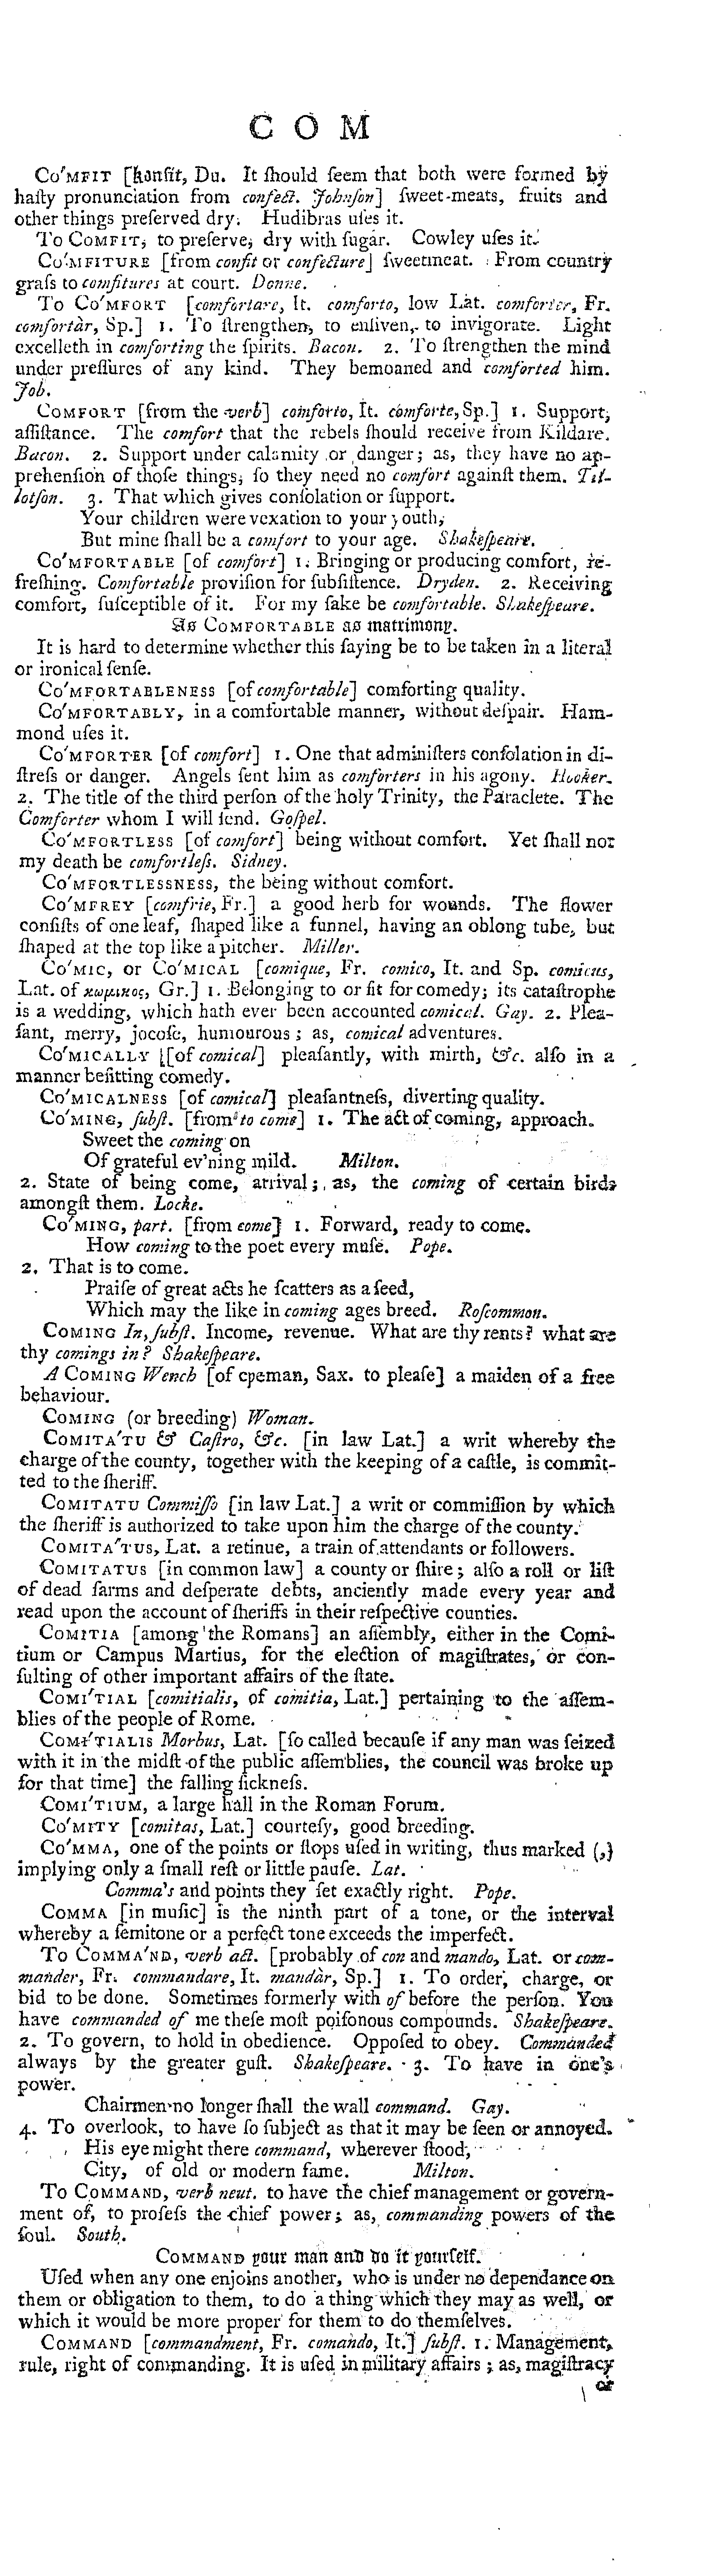 C O M
Co′mfit [konfit, Du. It ſhould ſeem that both were formed by
haſty pronunciation from confect. Johnſon] ſweet-meats, fruits and
other things preſerved dry. Hudibras uſes it.
To Comfit, to preſerve, dry with ſugar. Cowley uſes it.
Co′mfiture [from confit or confecture] ſweetmeat. From country
graſs to comfitures at court. Donne.
To Co′mfort [comfortare, It. comforto, low Lat. comforter, Fr.
comfortàr, Sp.] 1. To ſtrengthen, to enliven, to invigorate. Light
excelleth in comforting the ſpirits. Bacon. 2. To ſtrengthen the mind
under preſſures of any kind. They bemoaned and comforted him.
Job.
Comfort [from the verb] comforto, It. comforte, Sp.] 1. Support,
aſſiſtance. The comfort that the rebels ſhould receive from Kildare.
Bacon. 2. Support under calamity or danger; as, they have no ap-
prehenſion of thoſe things, ſo they need no comfort againſt them. Til-
lotſon. 3. That which gives conſolation or ſupport.
Your children were vexation to your youth,
But mine ſhall be a comfort to your age. Shakeſpeare.
Co′mfortable [of comfort] 1. Bringing or producing comfort, re-
freſhing. Comfortable proviſion for ſubſiſtence. Dryden. 2. Receiving
comfort, ſuſceptible of it. For my ſake be comfortable. Shakeſpeare.
As Comfortable as matrimony.
It is hard to determine whether this ſaying be to be taken in a literal
or ironical ſenſe.
Co′mfortableness [of comfortable] comforting quality.
Co′mfortably, in a comfortable manner, without deſpair. Ham-
mond uſes it.
Co′mforter [of comfort] 1. One that adminiſters conſolation in di-
ſtreſs or danger. Angels ſent him as comforters in his agony. Hooker.
2. The title of the third perſon of the holy Trinity, the Paraclete. The
Comforter whom I will ſend. Goſpel.
Co′mfortless [of comfort] being without comfort. Yet ſhall not
my death be comfortleſs. Sidney.
Co′mfortlessness, the being without comfort.
Co′mfrey [comfrie, Fr.] a good herb for wounds. The flower
conſiſts of one leaf, ſhaped like a funnel, having an oblong tube, but
ſhaped at the top like a pitcher. Miller.
Co′mic, or Co′mical [comique, Fr. comico, It. and Sp. comicus,
Lat. of κωμικος, Gr.] 1. Belonging to or fit for comedy; its cataſtrophe
is a wedding, which hath ever been accounted comical. Gay. 2. Plea-
ſant, merry, jocoſe, humourous; as, comical adventures.
Co′mically [[of comical] pleaſantly, with mirth, &c. alſo in a
manner befitting comedy.
Co′micalness [of comical] pleaſantneſs, diverting quality.
Co′ming, ſubſt. [from to come] 1. The act of coming, approach.
Sweet the coming on
Of grateful ev'ning mild. Milton.
2. State of being come, arrival; as, the coming of certain birds
amongſt them. Locke.
Co′ming, part. [from come] 1. Forward, ready to come.
How coming to the poet every muſe. Pope.
2. That is to come.
Praiſe of great acts he ſcatters as a ſeed,
Which may the like in coming ages breed. Roſcommon.
Coming In, ſubſt. Income, revenue. What are thy rents? what are
thy comings in? Shakeſpeare.
A Coming Wench [of cpeman, Sax. to pleaſe] a maiden of a free
behaviour.
Coming (or breeding) Woman.
Comita′tu & Caſtro, &c. [in law Lat.] a writ whereby the
charge of the county, together with the keeping of a caſtle, is commit-
ted to the ſheriff.
Comitatu Commiſſo [in law Lat.] a writ or commiſſion by which
the ſheriff is authorized to take upon him the charge of the county.
Comita′tus, Lat. a retinue, a train of attendants or followers.
Comitatus [in common law] a county or ſhire; alſo a roll or liſt
of dead farms and deſperate debts, anciently made every year and
read upon the account of ſheriffs in their reſpective counties.
Comitia [among the Romans] an aſſembly, either in the Comi-
tium or Campus Martius, for the election of magiſtrates, or con-
ſulting of other important affairs of the ſtate.
Comi′tial [comitialis, of comitia, Lat.] pertaining to the aſſem-
blies of the people of Rome.
Comi′tialis Morbus, Lat. [ſo called becauſe if any man was ſeized
with it in the midſt of the public aſſemblies, the council was broke up
for that time] the falling ſickneſs.
Comi′tium, a large hall in the Roman Forum.
Co′mity [comitas, Lat.] courteſy, good breeding.
Co′mma, one of the points or ſtops uſed in writing, thus marked (,)
implying only a ſmall reſt or little pauſe. Lat.
Comma's and points they ſet exactly right. Pope.
Comma [in muſic] is the ninth part of a tone, or the interval
whereby a ſemitone or a perfect tone exceeds the imperfect.
To Comma′nd, verb act. [probably of con and mando, Lat. or com-
mander, Fr. commandare, It. mandàr, Sp.] 1. To order, charge, or
bid to be done. Sometimes formerly with of before the perſon. You
have commanded of me theſe moſt poiſonous compounds. Shakeſpeare.
2. To govern, to hold in obedience. Oppoſed to obey. Commanded
always by the greater guſt. Shakeſpeare. 3. To have in one's
power.
Chairmen no longer ſhall the wall command. Gay.
4. To overlook, to have ſo ſubject as that it may be ſeen or annoyed.
His eye might there command, wherever ſtood,
City, of old or modern fame. Milton.
To Command, verb neut. to have the chief management or govern-
ment of, to profeſs the chief power; as, commanding powers of the
ſoul. South.
Command your man and do it yourſelf.
Uſed when any one enjoins another, who is under no dependance on
them or obligation to them, to do a thing which they may as well, or
which it would be more proper for them to do themſelves.
Command [commandment, Fr. comando, It.] ſubſt. 1. Management,
rule, right of commanding. It is uſed in military affairs; as, magiſtracy
or